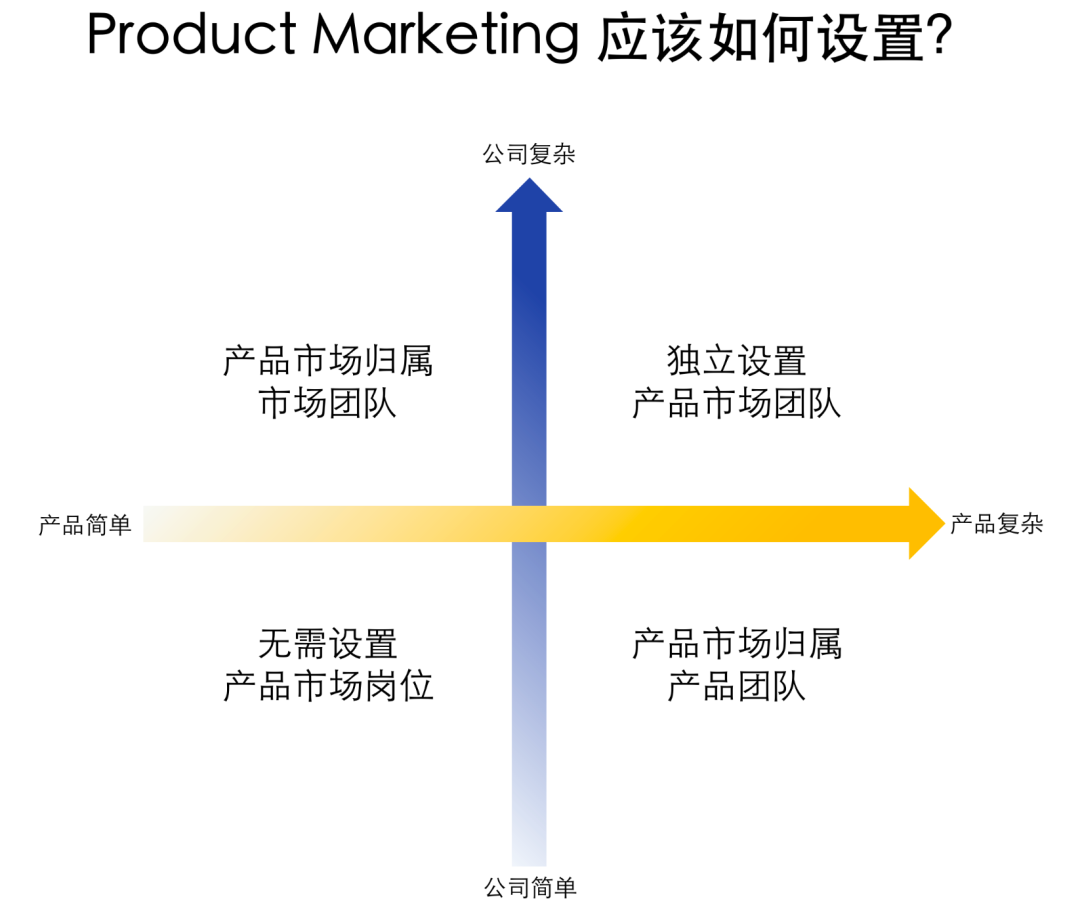 Product Marketing 应该如何设置?
公司复杂
产品市场归属
市场团队
独立设置
产品市场团队
产品简单
产品复杂
无需设置
产品市场岗位
产品市场归属
产品团队
公司简单